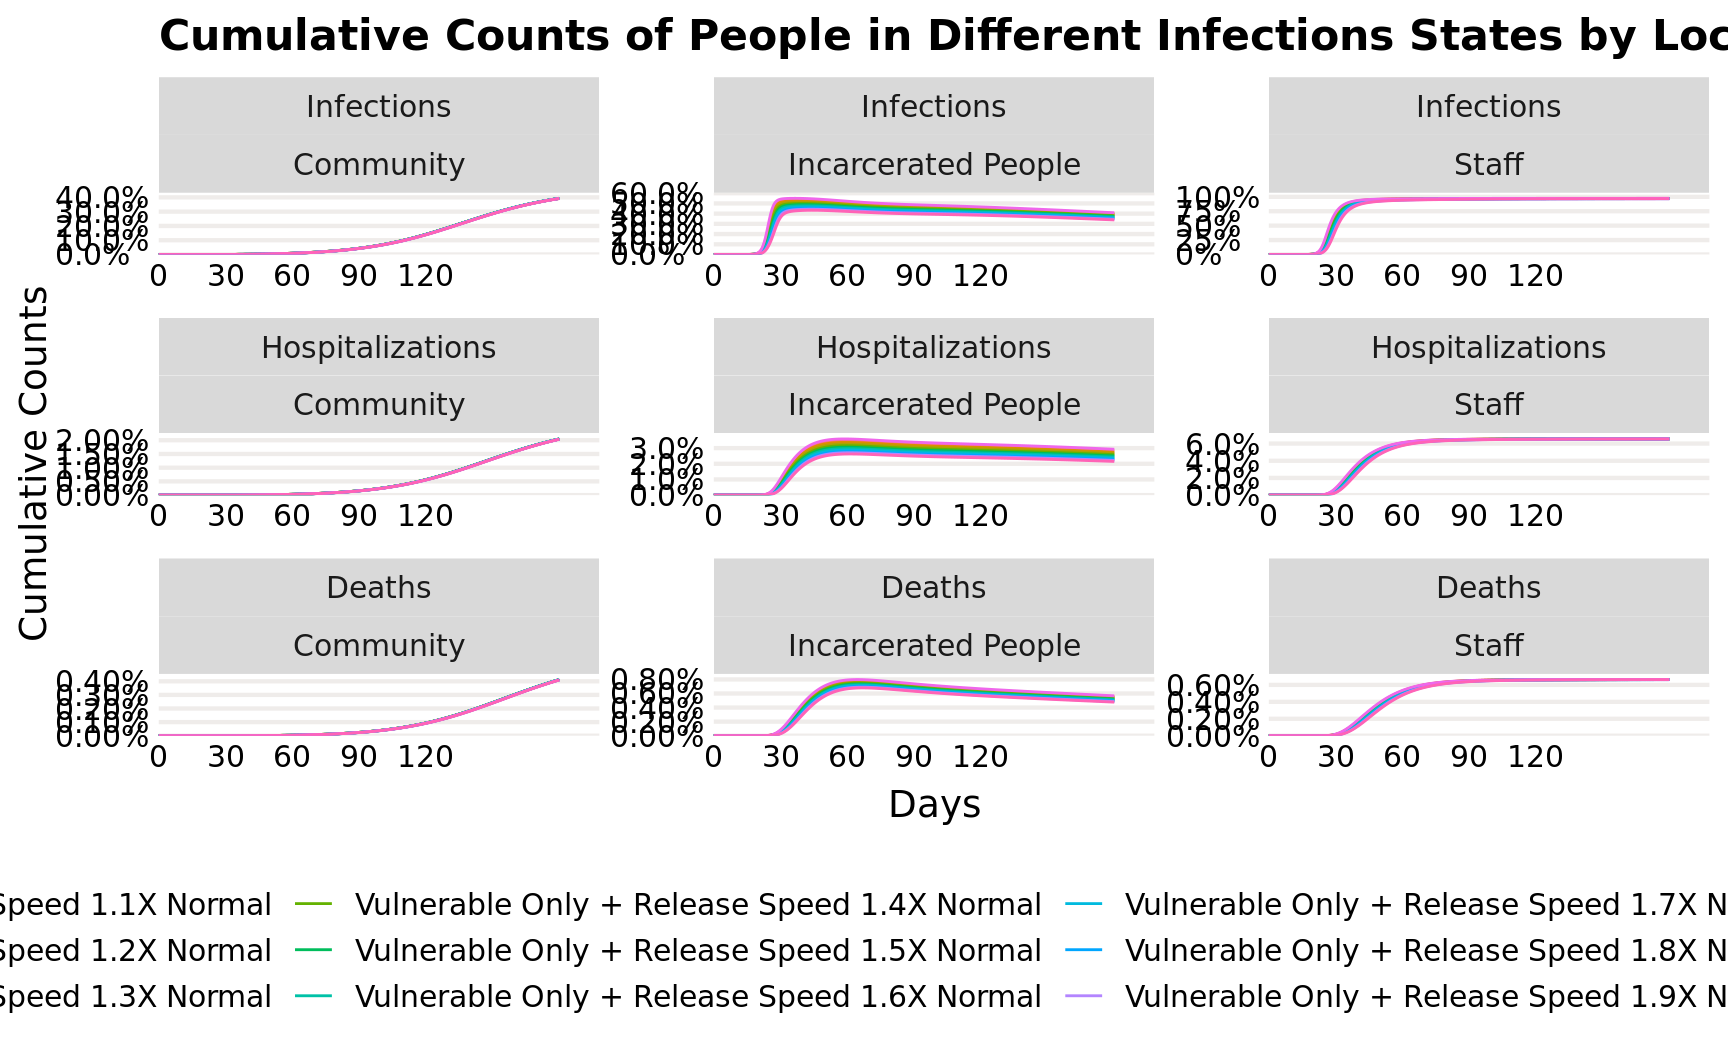 Cumulative Counts of People in Different Infections States by Loc
Infections Infections Infections
Community Incarcerated People Staff
40.0% 60.0% 100%
30.0% 50.0% 75%
20.0% 40.0% 50%
10.0% 30.0% 25%
0.0% 20.0% 0%
10.0%
0.0%
0 30 60 90 120 0 30 60 90 120 0 30 60 90 120
Hospitalizations Hospitalizations Hospitalizations
Community Incarcerated People Staff
2.00% 3.0% 6.0%
1.50% 2.0% 4.0%
1.00% 1.0% 2.0%
0.50% 0.0% 0.0%
0.00%
0 30 60 90 120 0 30 60 90 120 0 30 60 90 120
Cumulative Counts
Deaths Deaths Deaths
Community Incarcerated People Staff
0.40% 0.80% 0.60%
0.30% 0.60% 0.40%
0.20% 0.40% 0.20%
0.10% 0.20% 0.00%
0.00% 0.00%
0 30 60 90 120 0 30 60 90 120 0 30 60 90 120
Days
Speed 1.1X Normal Vulnerable Only + Release Speed 1.4X Normal Vulnerable Only + Release Speed 1.7X N
Speed 1.2X Normal Vulnerable Only + Release Speed 1.5X Normal Vulnerable Only + Release Speed 1.8X N
Speed 1.3X Normal Vulnerable Only + Release Speed 1.6X Normal Vulnerable Only + Release Speed 1.9X N